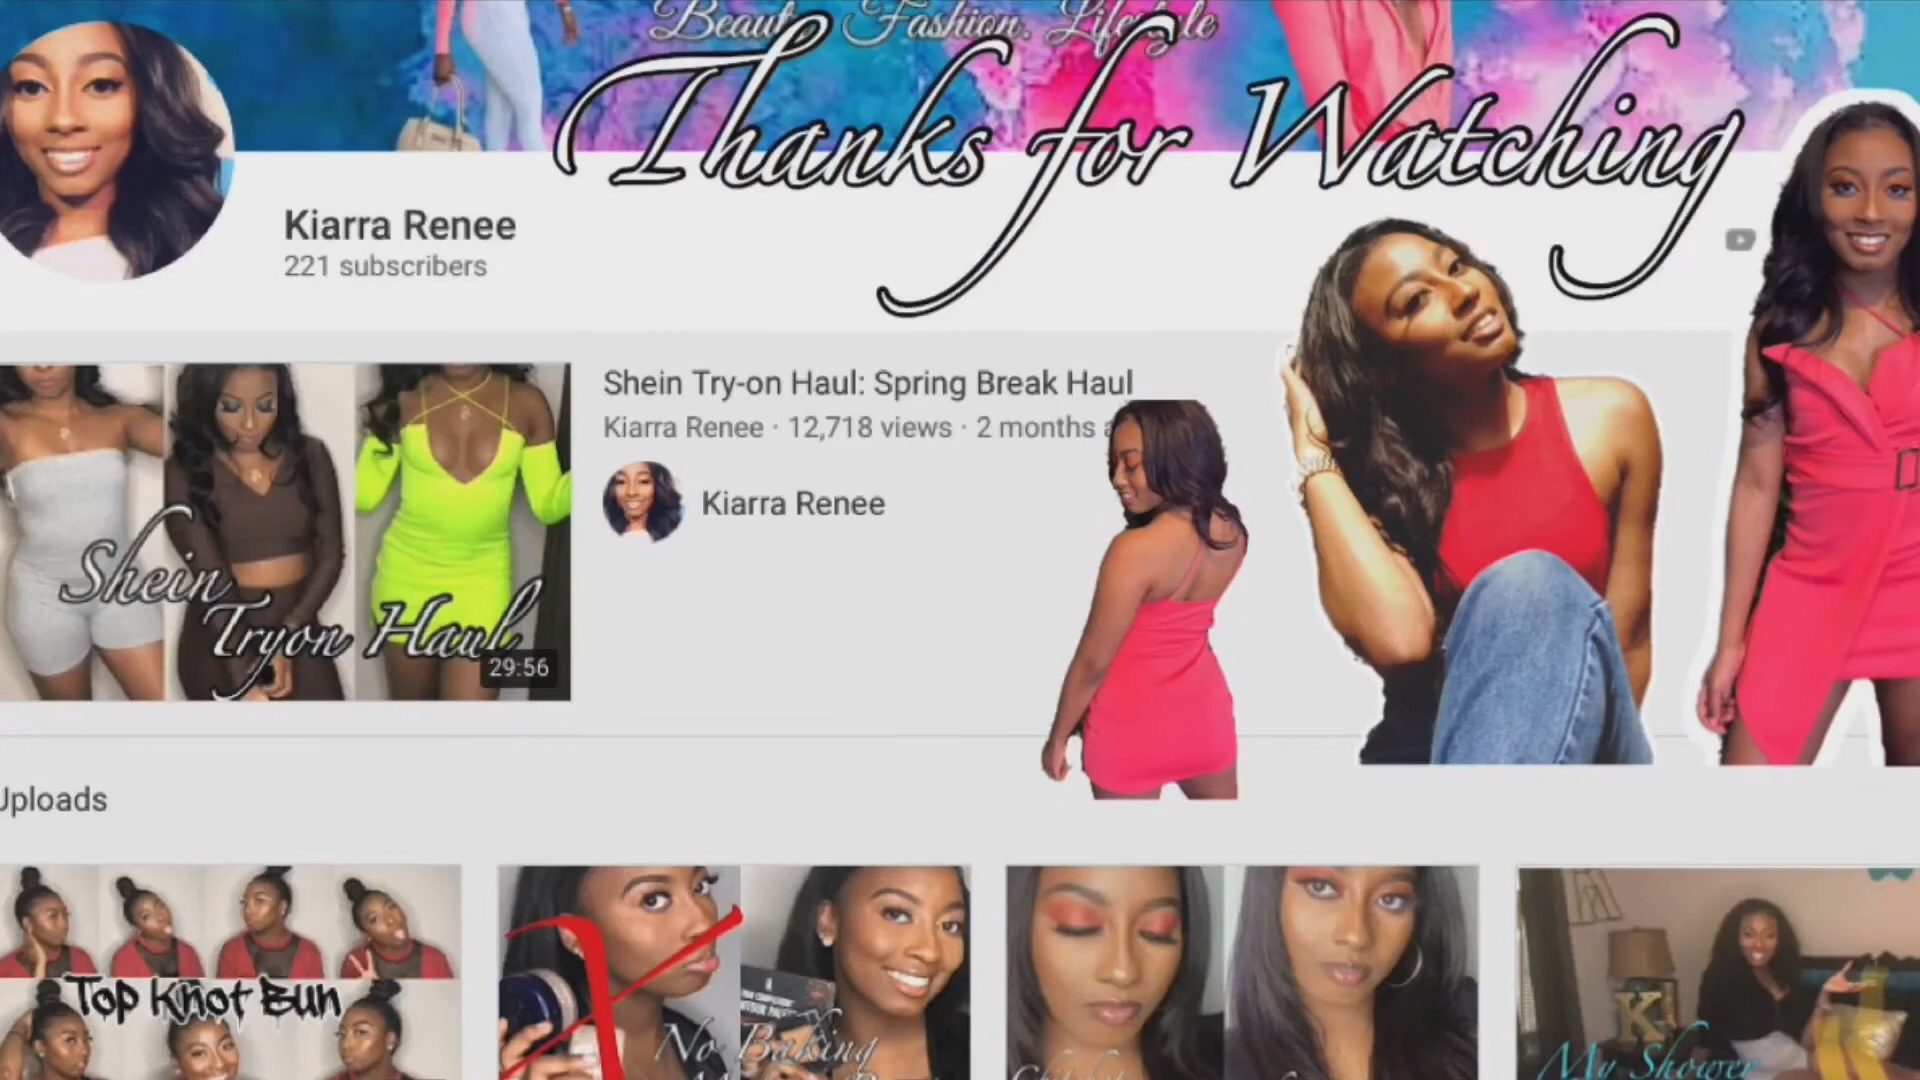 Beauty. Fashion. Lifestyle
Thanks for Watching
Kiarra Renee
221 subscribers
Shein Try-on Haul: Spring Break Haul
Kiarra Renee · 12,718 views · 2 months
Kiarra Renee
Shein
Tryon Haul
29:56
Uploads
Top Knot Bun
No Baking
K
My Shower